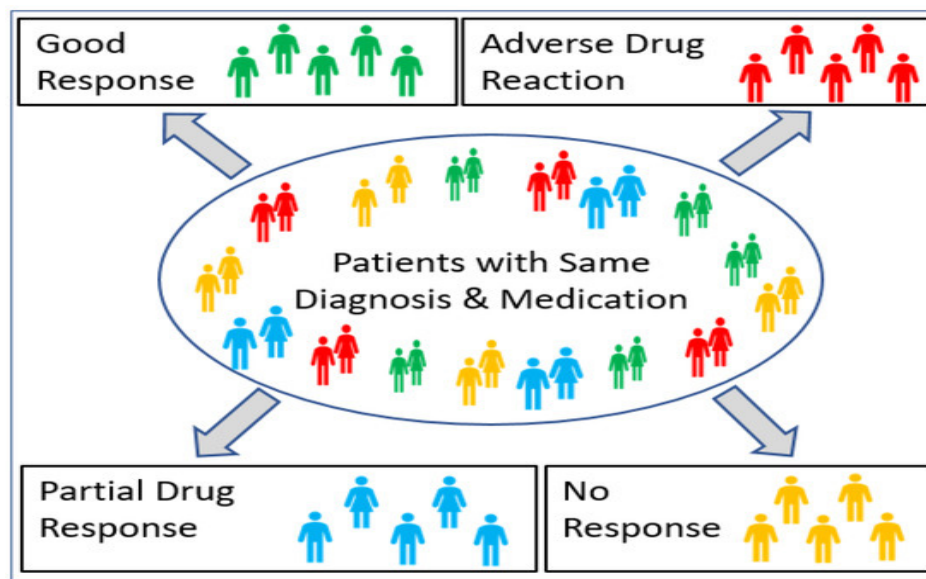 Good
Response
Adverse Drug
Reaction
Patients with Same
Diagnosis & Medication
Partial Drug
Response
No
Response